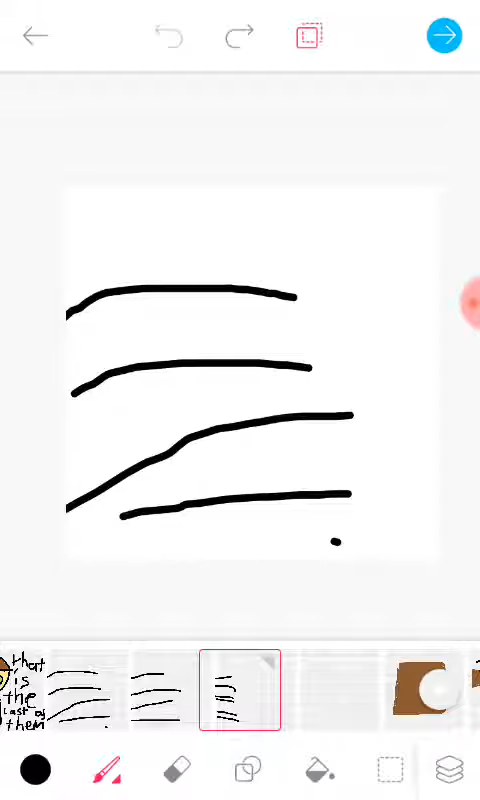 that
is
the
last of
them